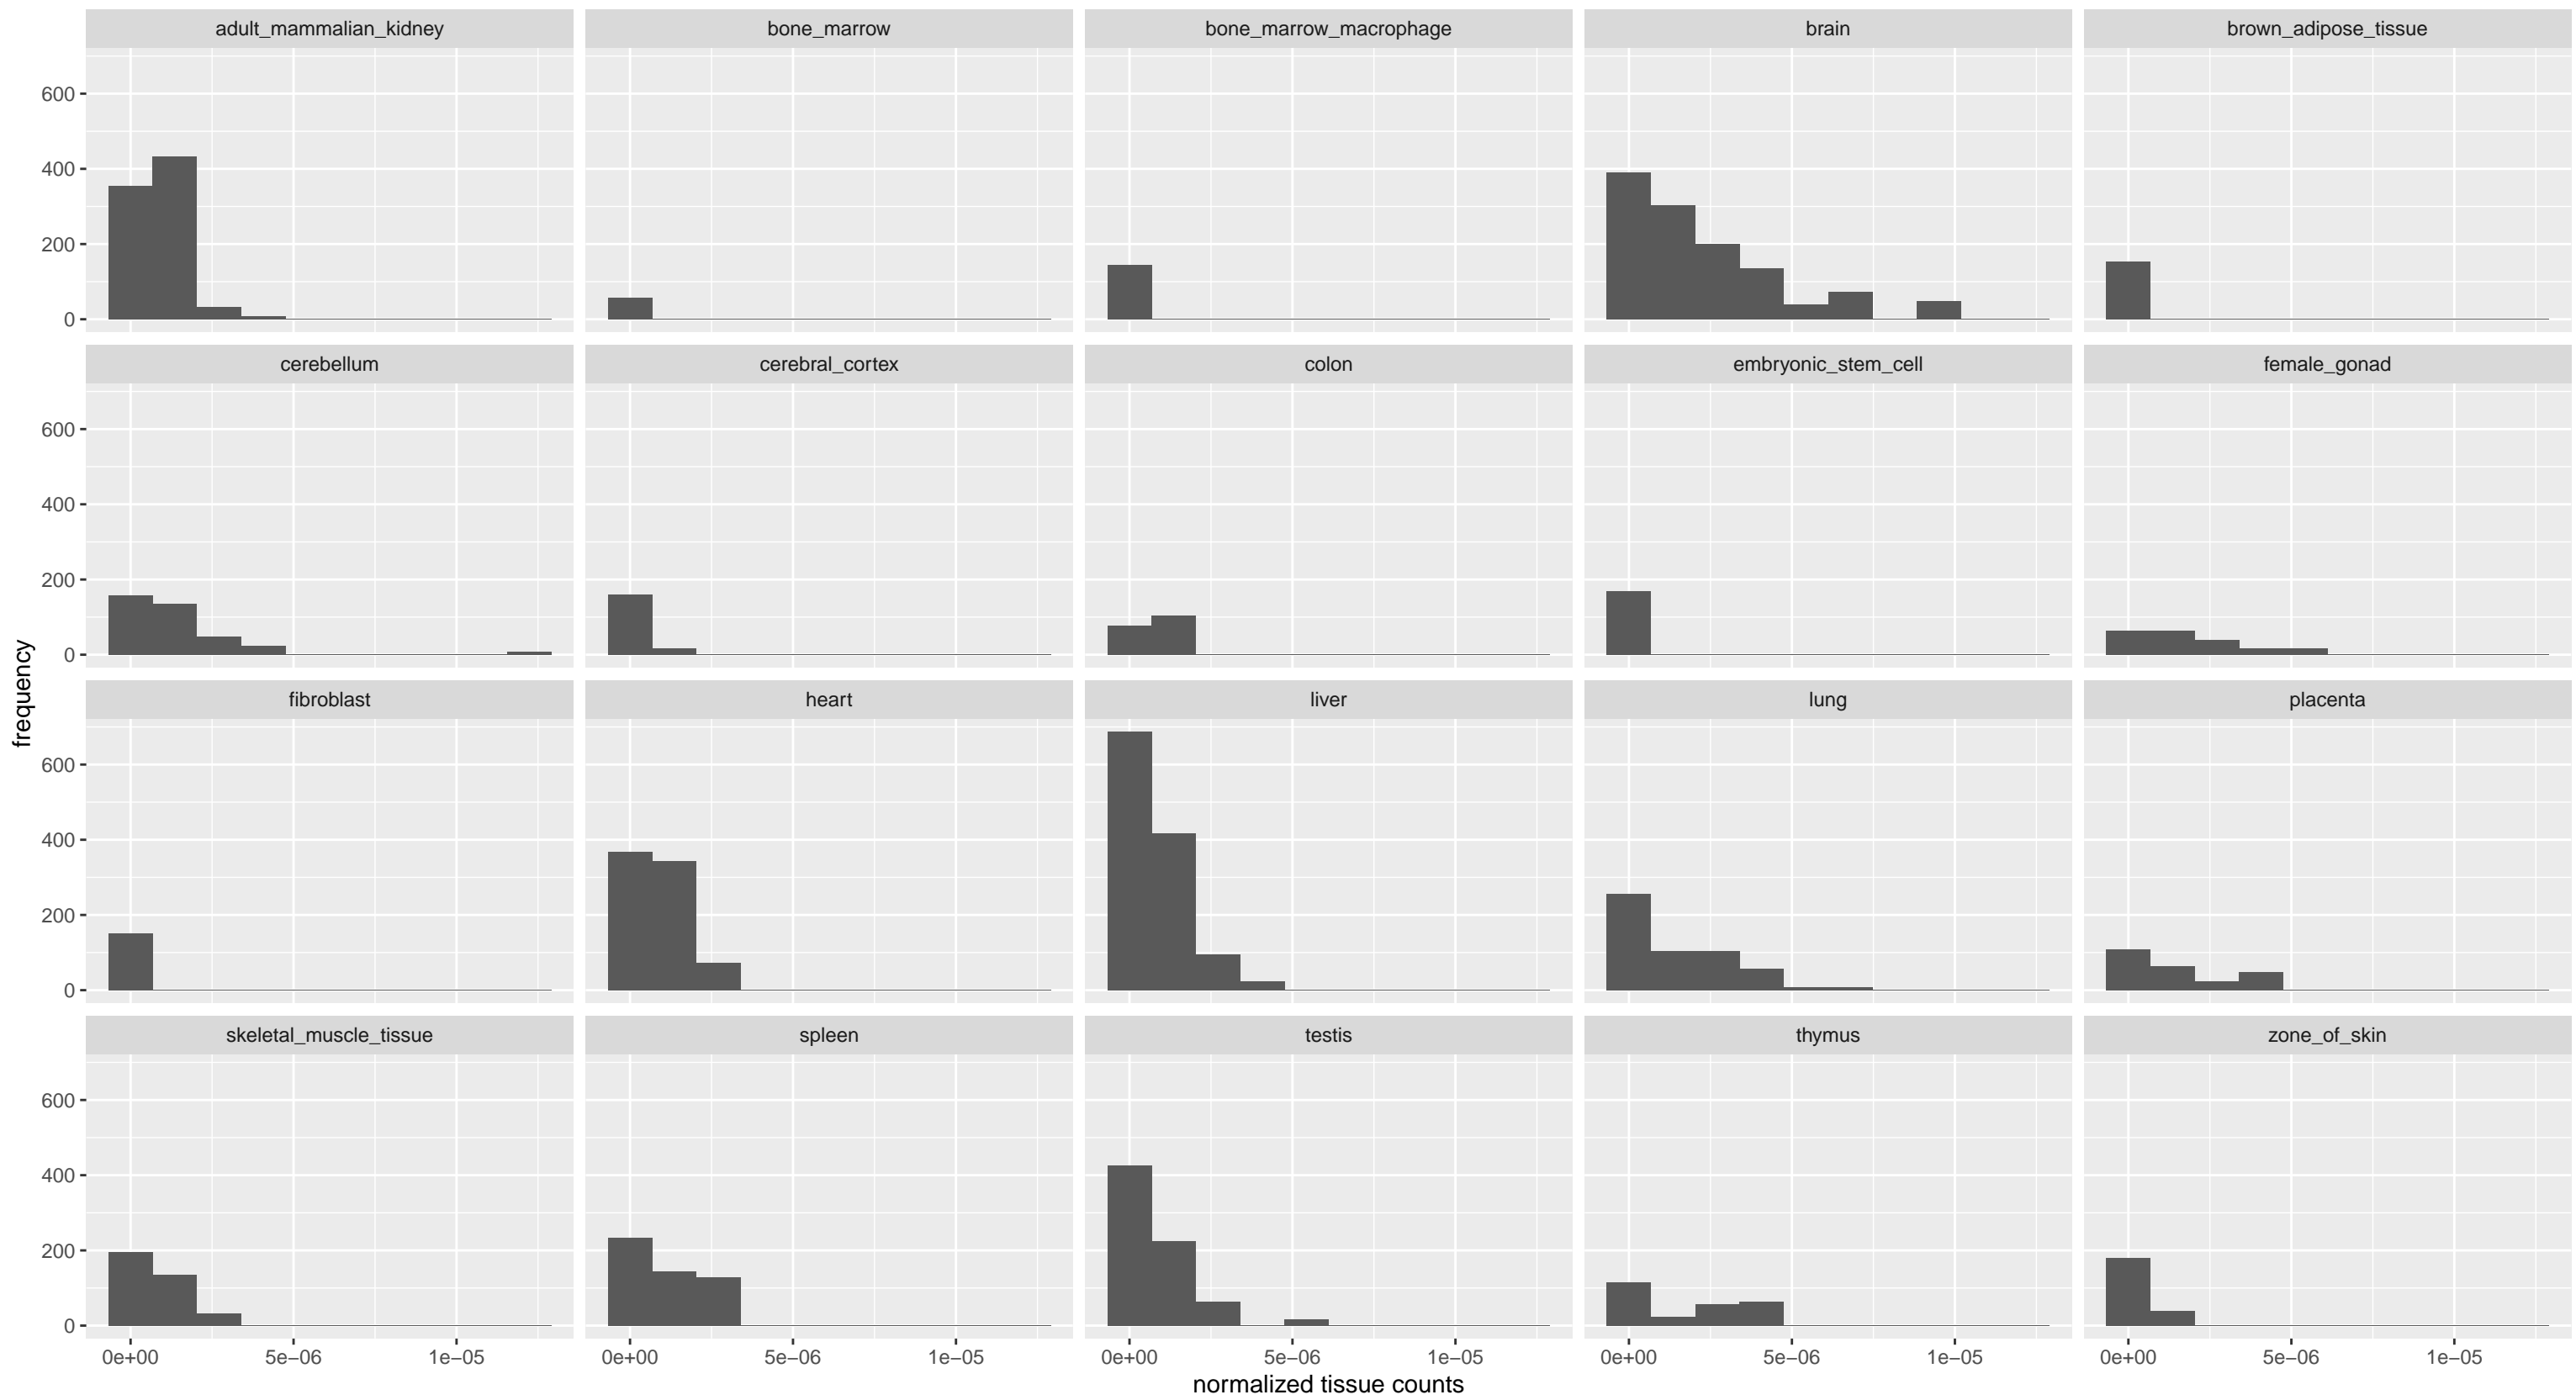 adult_mammalian_kidney
bone_marrow
bone_marrow_macrophage
brain
brown_adipose_tissue
600
400
200
0
cerebellum
cerebral_cortex
colon
embryonic_stem_cell
female_gonad
600
400
200
0
frequency
fibroblast
heart
liver
lung
placenta
600
400
200
0
skeletal_muscle_tissue
spleen
testis
thymus
zone_of_skin
600
400
200
0
0e+00 5e−06 1e−05
0e+00 5e−06 1e−05
0e+00 5e−06 1e−05
0e+00 5e−06 1e−05
0e+00 5e−06 1e−05
normalized tissue counts